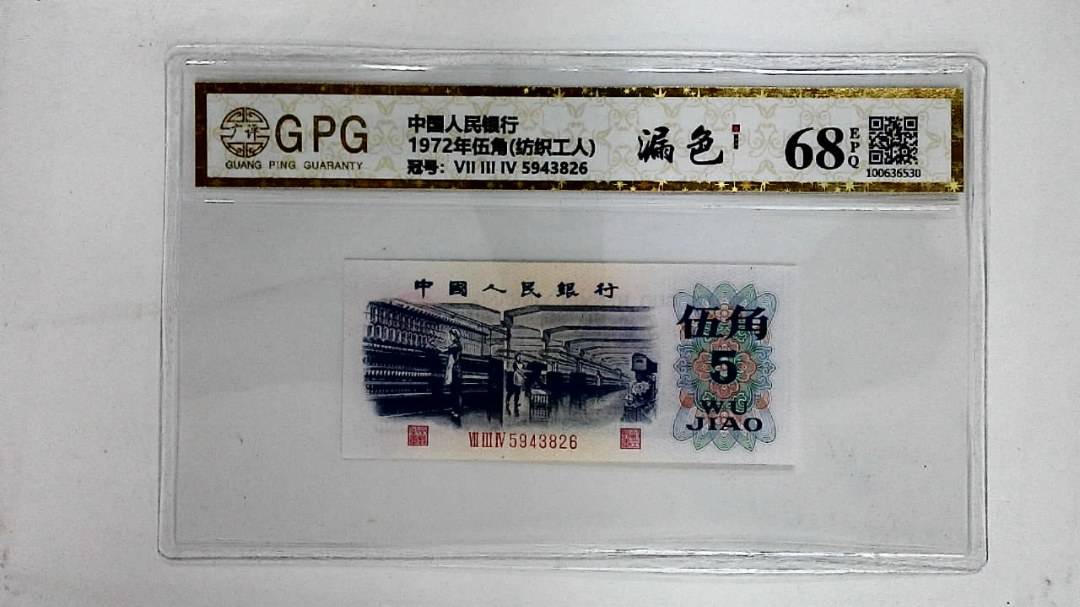 GPG
GUANG PING GUARANTY
中国人民银行
1972年伍角(纺织工人)
冠号: VII III IV 5943826
漏色
68
EPQ
100636530
中國人民銀行
伍角
5
WU
JIAO
VII III IV 5943826